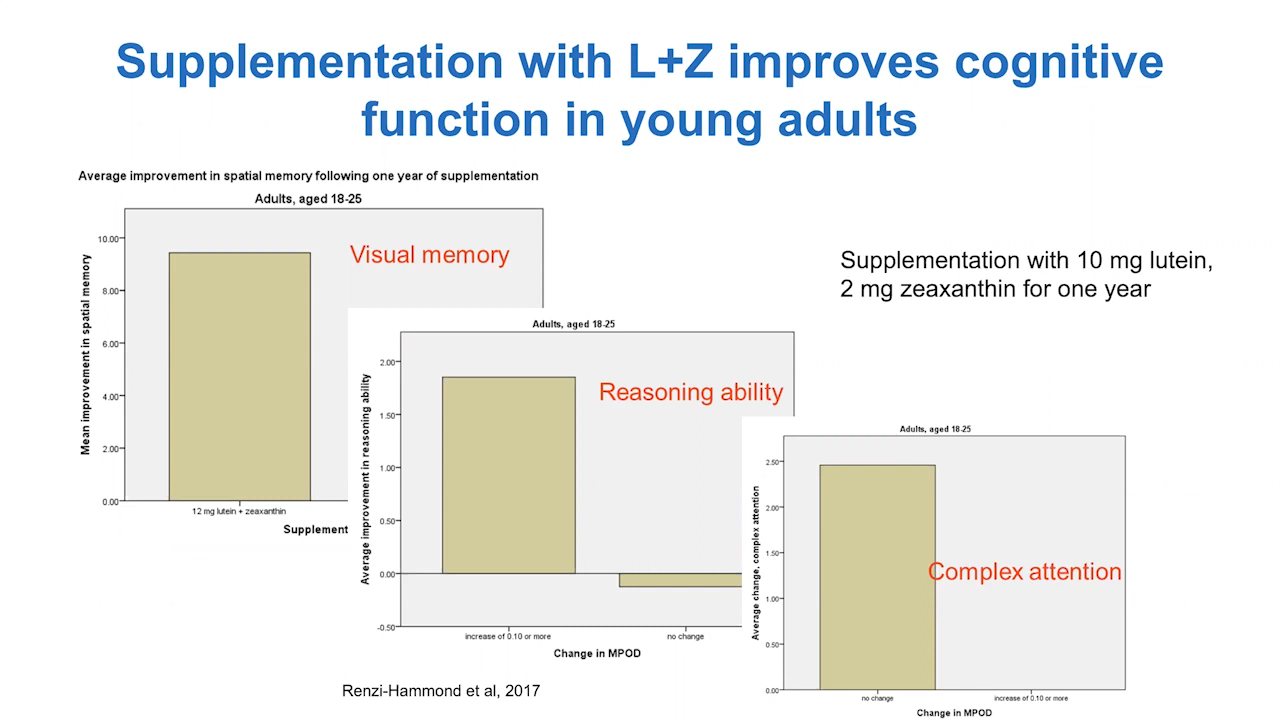 Supplementation with L+Z improves cognitive
function in young adults
Average improvement in spatial memory following one year of supplementation
Adults, aged 18-25
Mean improvement in spatial memory
10.00
8.00
6.00
4.00
2.00
0.00
Visual memory
12 mg lutein + zeaxanthin
Supplement
Supplementation with 10 mg lutein,
2 mg zeaxanthin for one year
Adults, aged 18-25
Average improvement in reasoning ability
2.00
1.50
1.00
0.50
0.00
-0.50
Reasoning ability
increase of 0.10 or more
no change
Change in MPOD
Adults, aged 18-25
Average change, complex attention
2.50
2.00
1.50
1.00
0.50
0.00
Complex attention
no change
increase of 0.10 or more
Change in MPOD
Renzi-Hammond et al, 2017